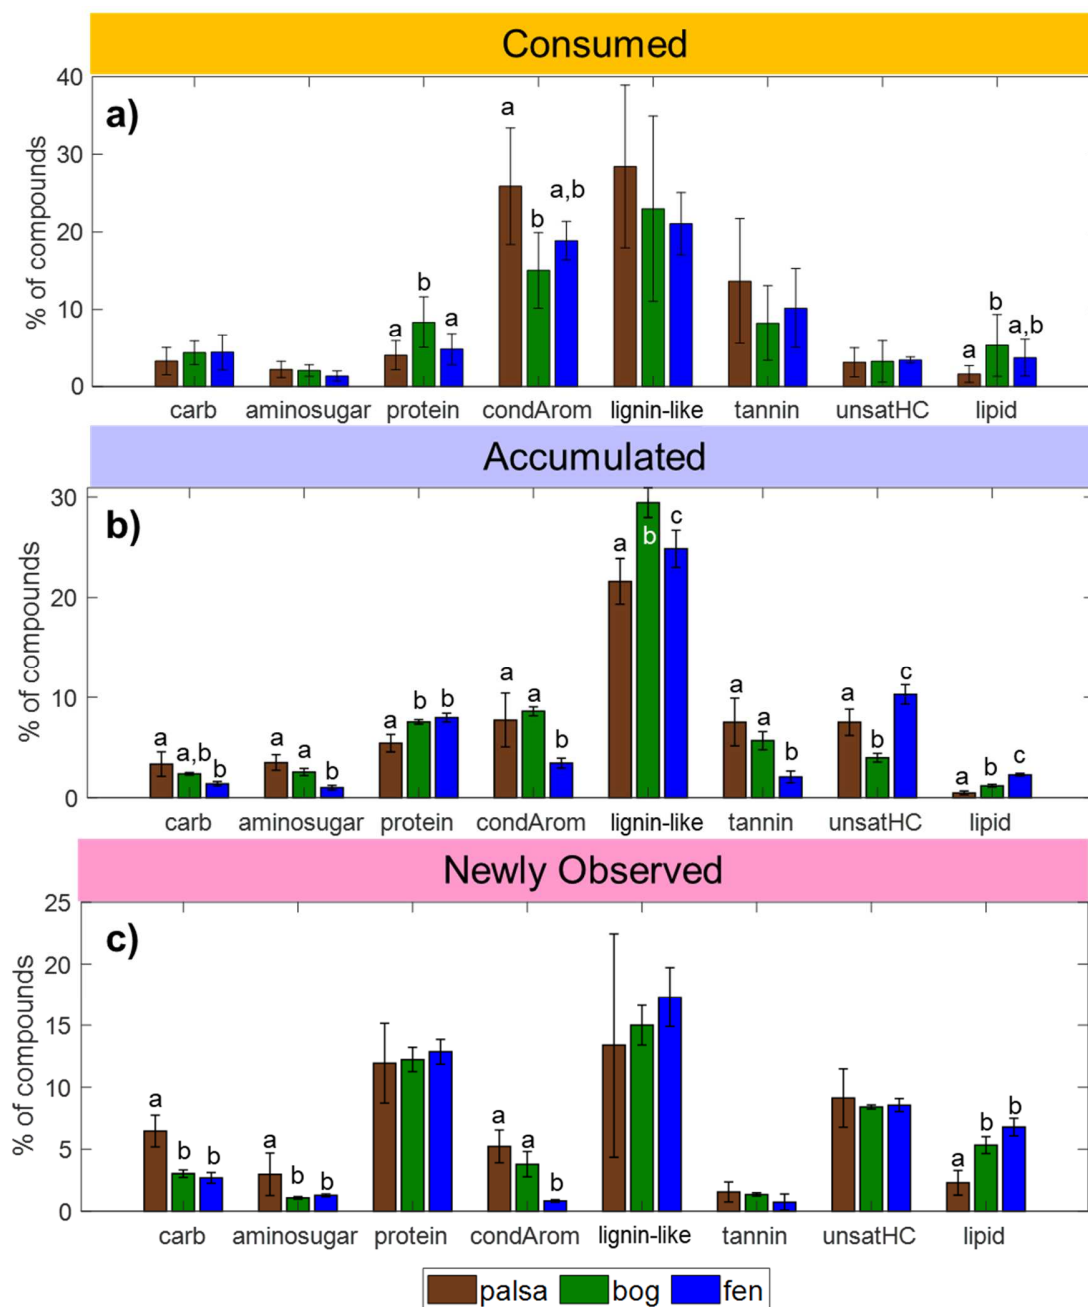 Consumed
a)
% of compounds
40
30
20
10
0
a b a
a b a,b
a b a,b
carb aminosugar protein condArom lignin-like tannin unsatHC lipid
Accumulated
b)
% of compounds
30
20
10
0
a a,b b
a a b
a b b
a a b
a b c
a a b
a b c
a b c
carb aminosugar protein condArom lignin-like tannin unsatHC lipid
Newly Observed
c)
% of compounds
25
20
15
10
5
0
a b b
a b b
a a b
a b b
carb aminosugar protein condArom lignin-like tannin unsatHC lipid
palsa bog fen